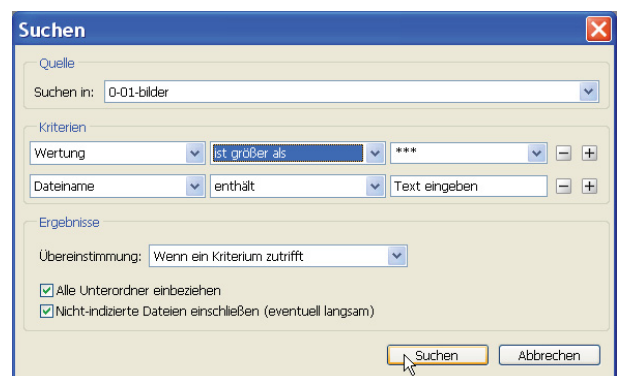 Suchen
Quelle
Suchen in: 0-01-bilder
Kriterien
Wertung ist größer als ***
Dateiname enthält Text eingeben
Ergebnisse
Übereinstimmung: Wenn ein Kriterium zutrifft
Alle Unterordner einbeziehen
Nicht-indizierte Dateien einschließen (eventuell langsam)
Suchen Abbrechen